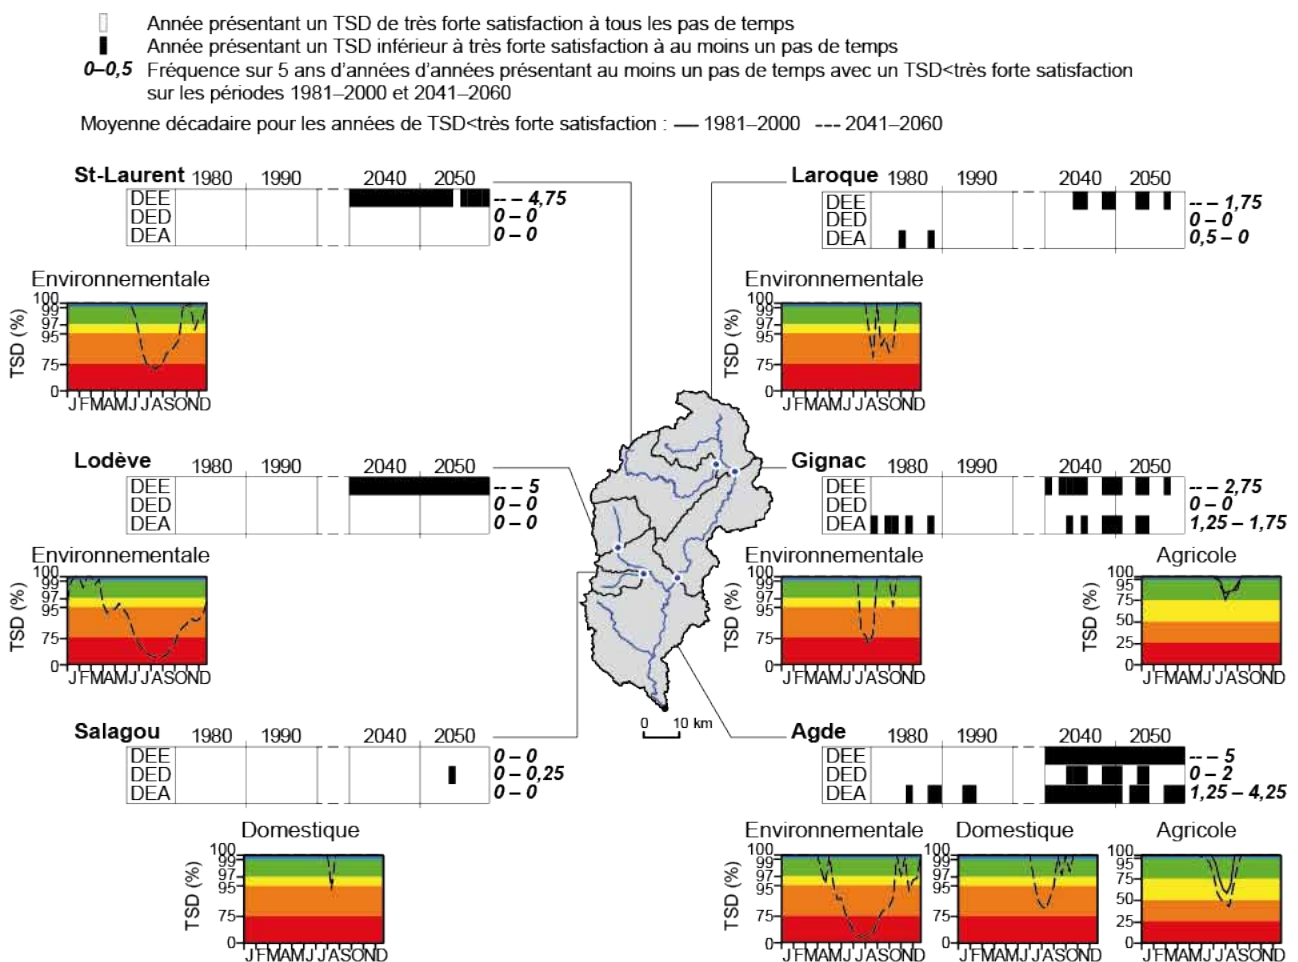 Année présentant un TSD de très forte satisfaction à tous les pas de temps
Année présentant un TSD inférieur à très forte satisfaction à au moins un pas de temps
0–0,5 Fréquence sur 5 ans d'années d'années présentant au moins un pas de temps avec un TSD<très forte satisfaction
sur les périodes 1981–2000 et 2041–2060
Moyenne décadaire pour les années de TSD<très forte satisfaction : — 1981–2000 --- 2041–2060
St-Laurent 1980 1990 2040 2050
DEE -- – 4,75
DED 0 – 0
DEA 0 – 0
Environnementale
TSD (%)
100
99
97
95
75
0
JFMAMJJASOND
Laroque 1980 1990 2040 2050
DEE -- – 1,75
DED 0 – 0
DEA 0,5 – 0
Environnementale
TSD (%)
100
99
97
95
75
0
JFMAMJJASOND
Lodève 1980 1990 2040 2050
DEE -- – 5
DED 0 – 0
DEA 0 – 0
Environnementale
TSD (%)
100
99
97
95
75
0
JFMAMJJASOND
Gignac 1980 1990 2040 2050
DEE -- – 2,75
DED 0 – 0
DEA 1,25 – 1,75
Environnementale
TSD (%)
100
99
97
95
75
0
JFMAMJJASOND
Agricole
TSD (%)
100
95
75
50
25
0
JFMAMJJASOND
0 10 km
Salagou 1980 1990 2040 2050
DEE 0 – 0
DED 0 – 0,25
DEA 0 – 0
Domestique
TSD (%)
100
99
97
95
75
0
JFMAMJJASOND
Agde 1980 1990 2040 2050
DEE -- – 5
DED 0 – 2
DEA 1,25 – 4,25
Environnementale
TSD (%)
100
99
97
95
75
0
JFMAMJJASOND
Domestique
100
99
97
95
75
0
JFMAMJJASOND
Agricole
100
95
75
50
25
0
JFMAMJJASOND